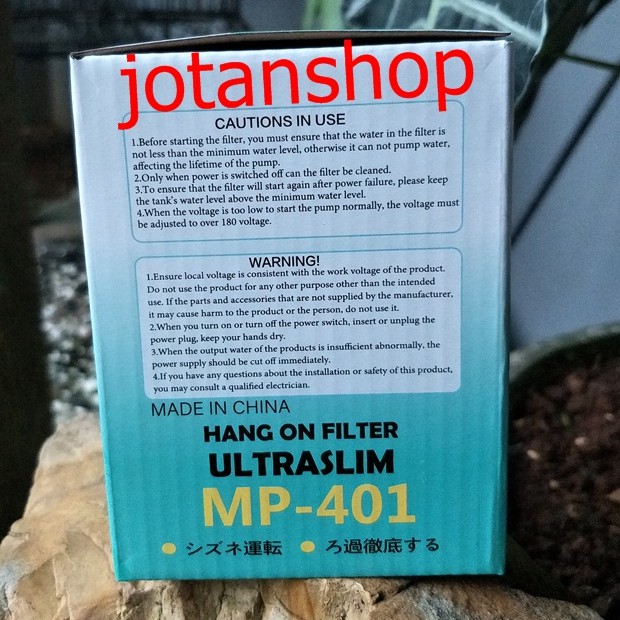 jotanshop
CAUTIONS IN USE
1.Before starting the filter, you must ensure that the water in the filter is
not less than the minimum water level, otherwise it can not pump water,
affecting the lifetime of the pump.
2.Only when power is switched off can the filter be cleaned.
3.To ensure that the filter will start again after power failure, please keep
the tank's water level above the minimum water level.
4.When the voltage is too low to start the pump normally, the voltage must
be adjusted to over 180 voltage.
WARNING!
1.Ensure local voltage is consistent with the work voltage of the product.
Do not use the product for any other purpose other than the intended
use. If the parts and accessories that are not supplied by the manufacturer,
it may cause harm to the product or the person, do not use it.
2.When you turn on or turn off the power switch, insert or unplug the
power plug, keep your hands dry.
3.When the output water of the products is insufficient abnormally, the
power supply should be cut off immediately.
4.If you have any questions about the installation or safety of this product,
you may consult a qualified electrician.
MADE IN CHINA
HANG ON FILTER
ULTRASLIM
MP-401
● シズネ運転 ● ろ過徹底する